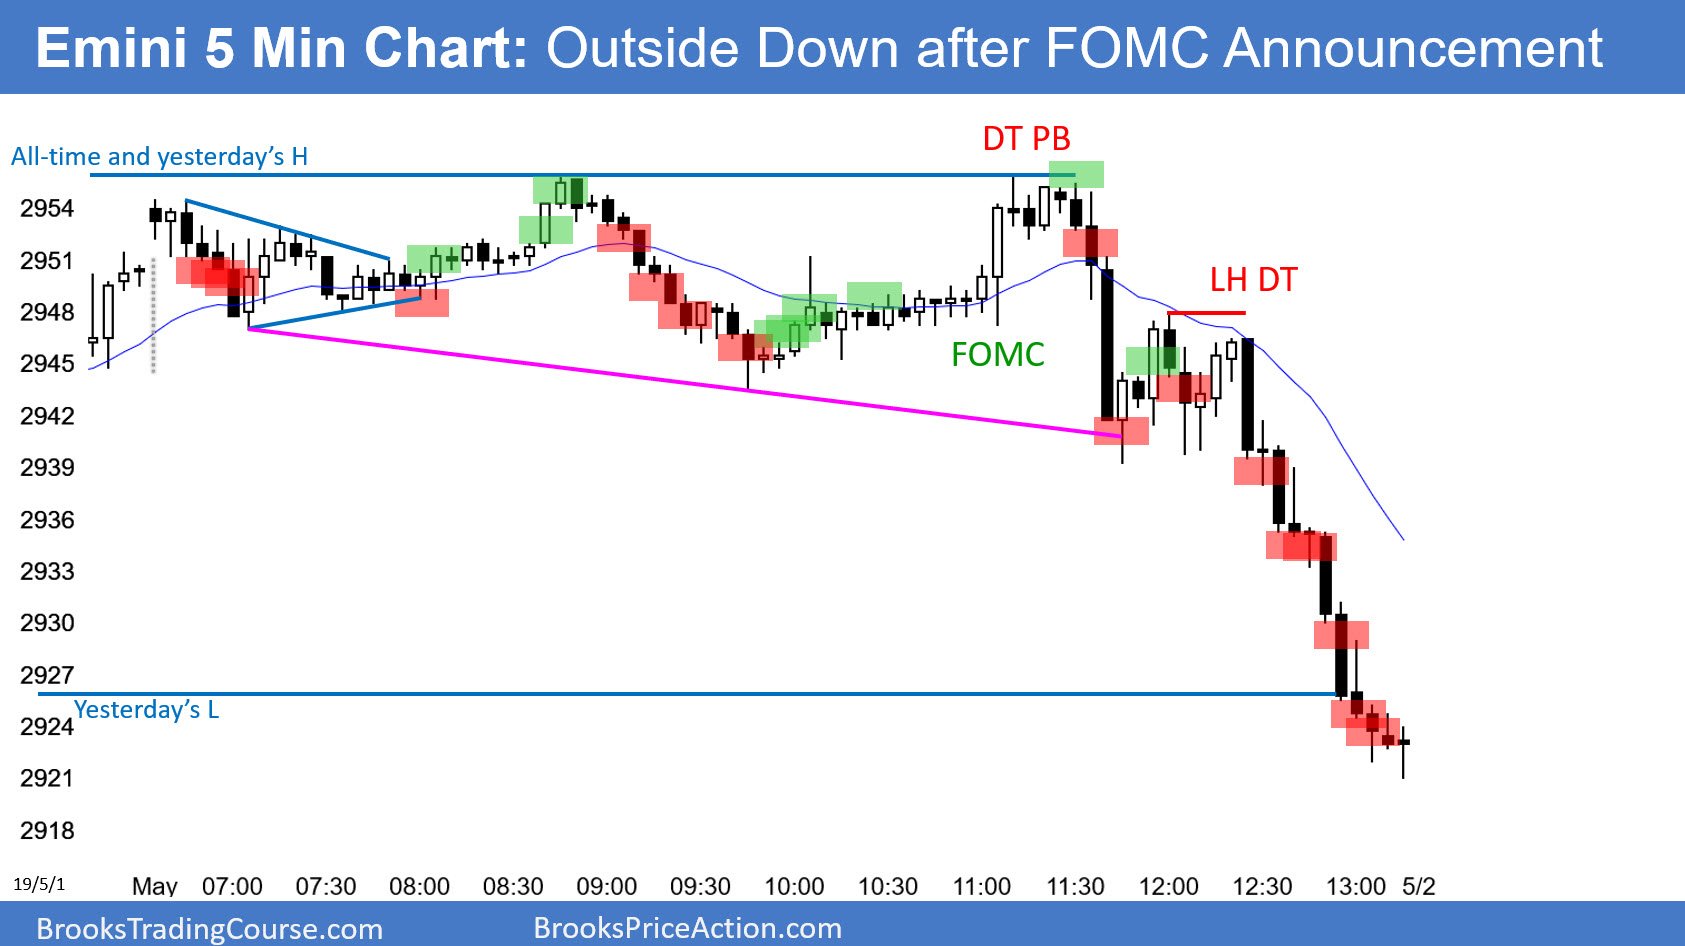 Emini 5 Min Chart: Outside Down after FOMC Announcement
DT PB
All-time and yesterday's H
2954
2951
LH DT
2948
FOMC
2945
2942
2939
2936
2933
2930
2927
Yesterday's L
2924
2921
2918
19/5/1 May 07:00 07:30 08:00 08:30 09:00 09:30 10:00 10:30 11:00 11:30 12:00 12:30 13:00 5/2
BrooksTradingCourse.com BrooksPriceAction.com